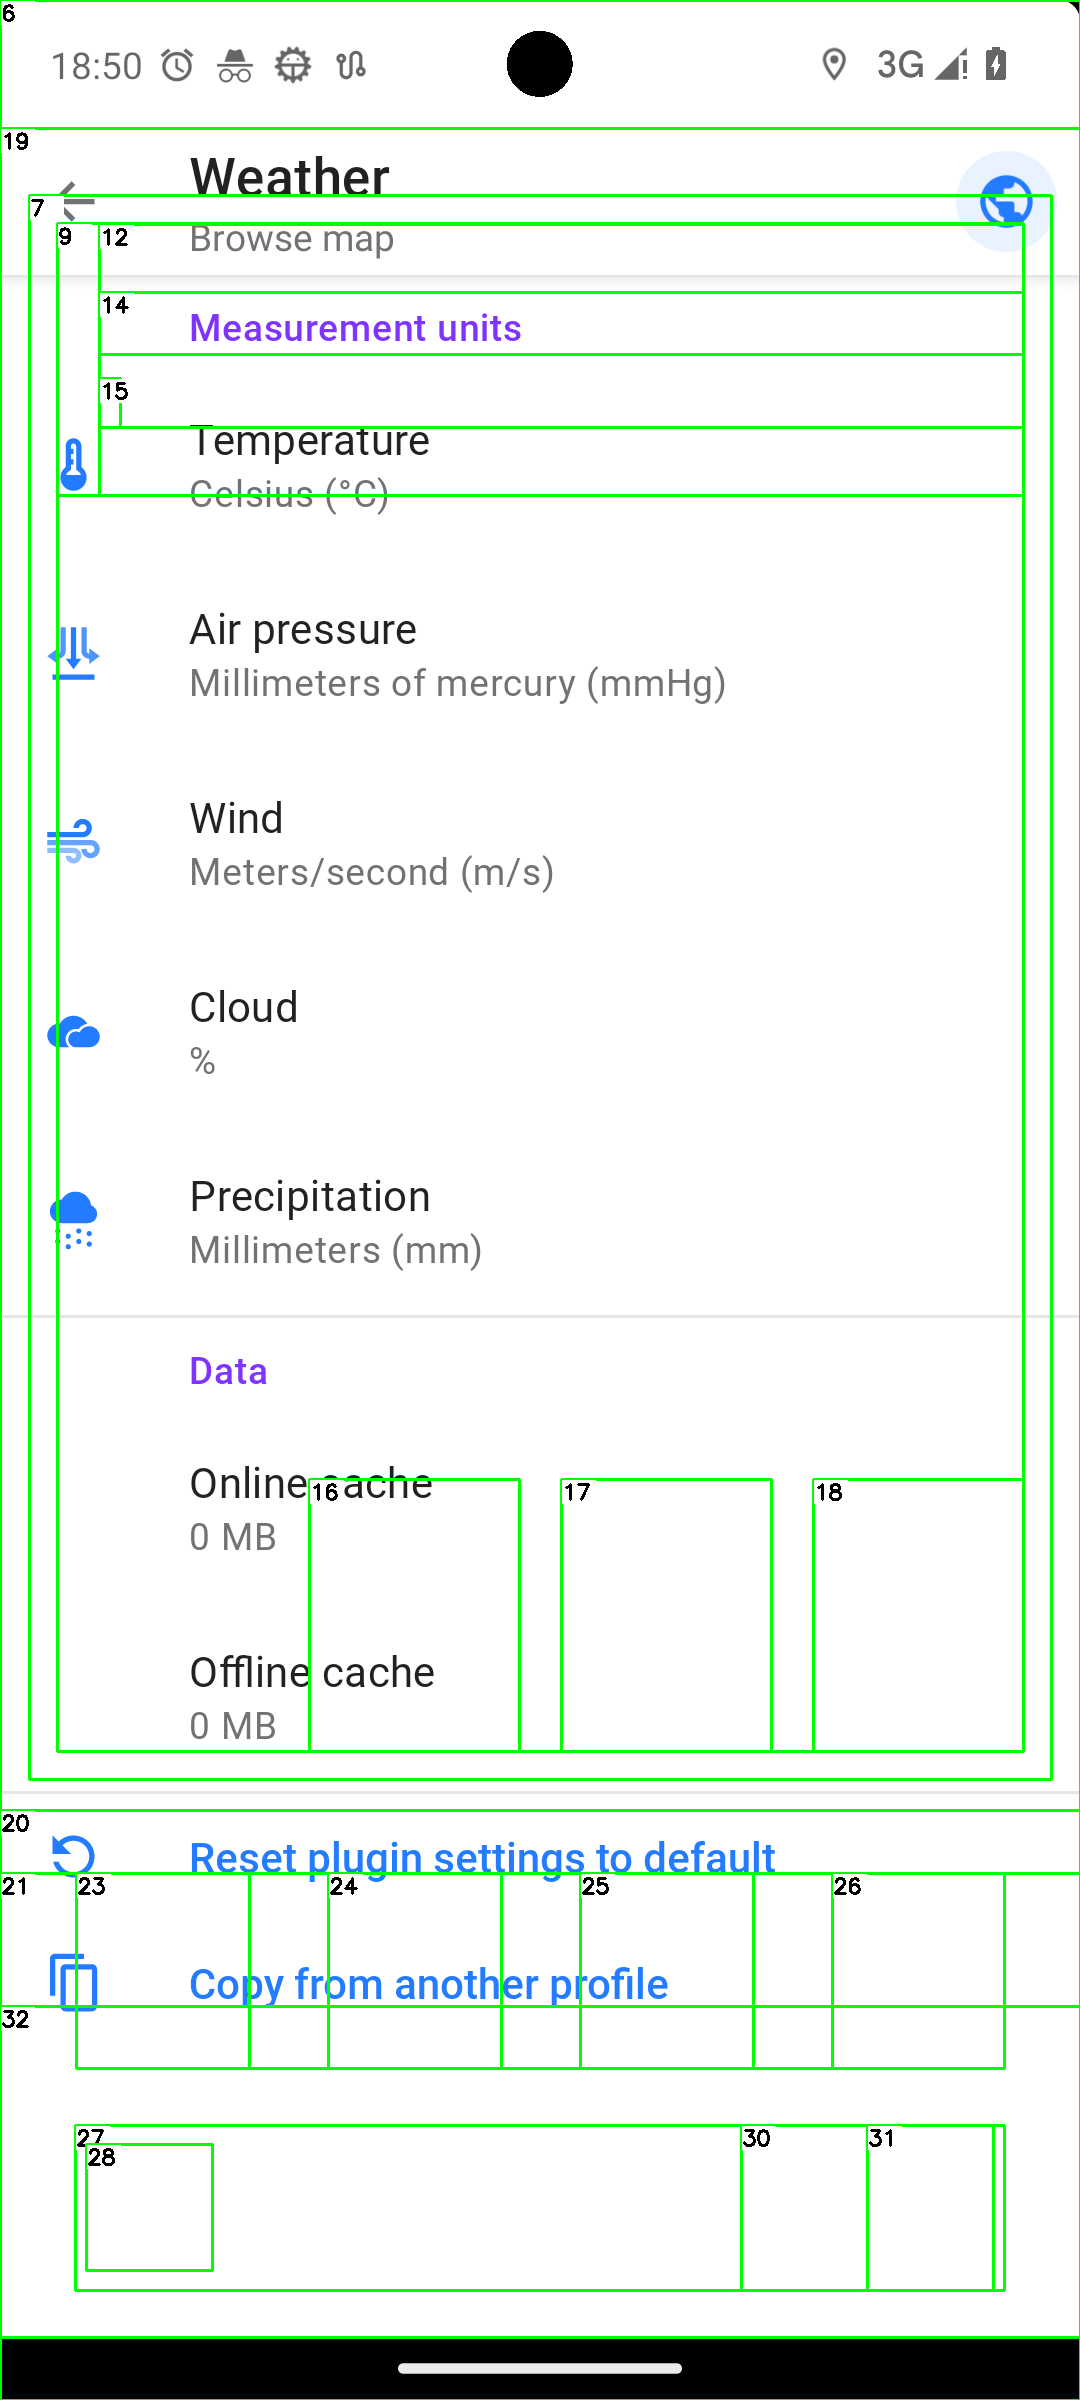 6
18:50
3G
19
Weather
7
9
12
Browse map
14
Measurement units
15
Temperature
Celsius (°C)
Air pressure
Millimeters of mercury (mmHg)
Wind
Meters/second (m/s)
Cloud
%
Precipitation
Millimeters (mm)
Data
Online cache
16
17
18
0 MB
Offline cache
0 MB
20
Reset plugin settings to default
21
23
24
25
26
Copy from another profile
32
27
28
30
31